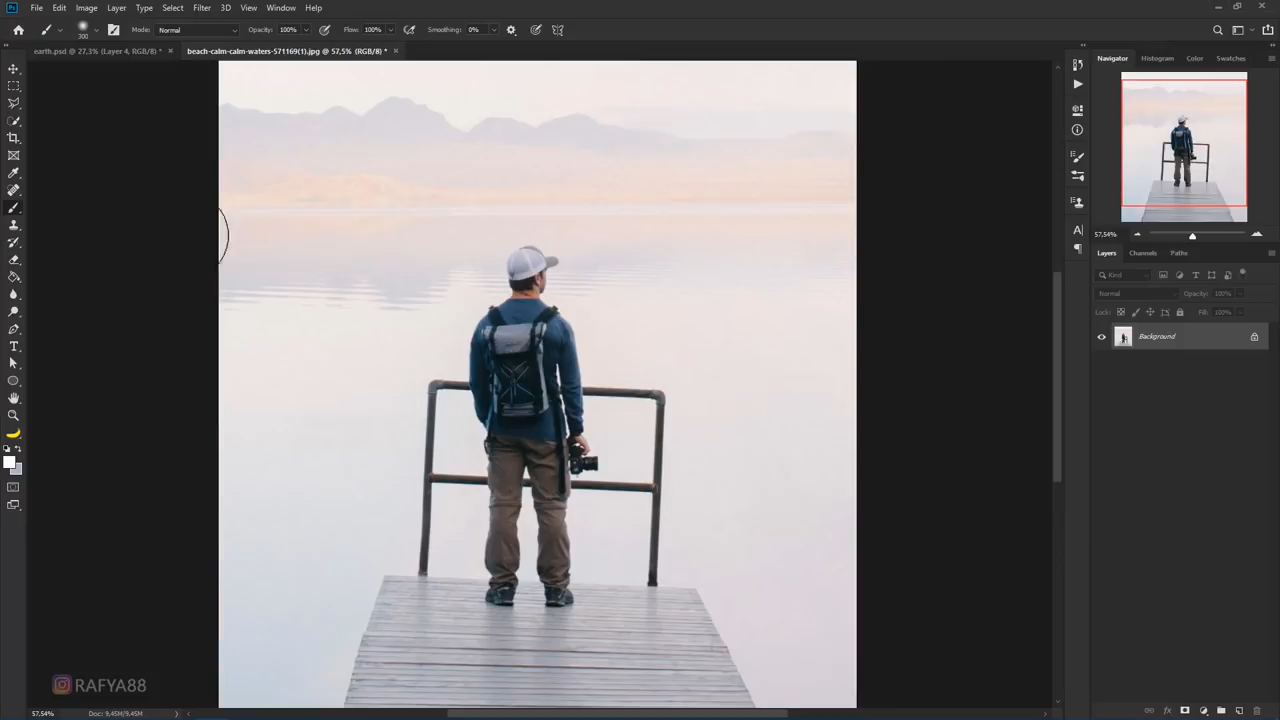 Ps File Edit Image Layer Type Select Filter 3D View Window Help
300 Mode: Normal Opacity: 100% Flow: 100% Smoothing: 0%
earth.psd @ 27,3% (Layer 4, RGB/8) * × beach-calm-calm-waters-571169(1).jpg @ 57,5% (RGB/8) * ×
Navigator Histogram Color Swatches
57,54%
Layers Channels Paths
Kind
Normal Opacity: 100%
Lock: Fill: 100%
Background
RAFYA88
57,54% Doc: 9,45M/9,45M